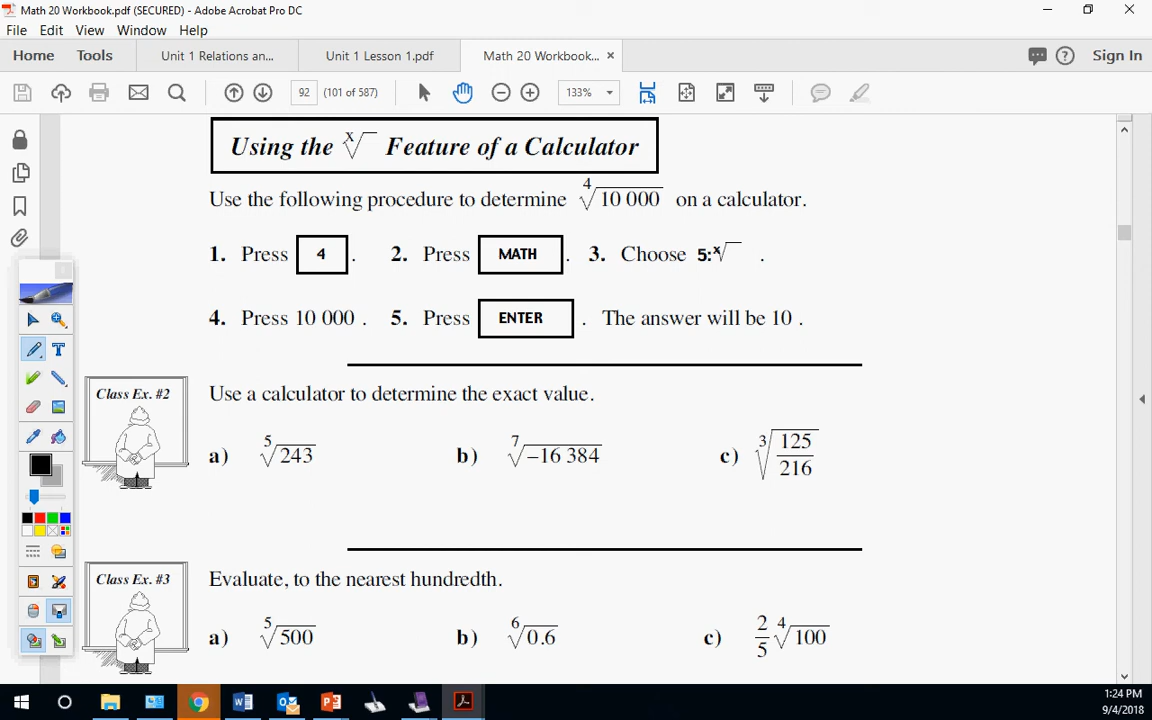 Math 20 Workbook.pdf (SECURED) - Adobe Acrobat Pro DC
File Edit View Window Help
Home Tools Unit 1 Relations an... Unit 1 Lesson 1.pdf Math 20 Workbook... × Sign In
92 (101 of 587) 133%
Using the ˣ√ Feature of a Calculator
Use the following procedure to determine ⁴√10 000 on a calculator.
1. Press 4 . 2. Press MATH . 3. Choose 5:ˣ√ .
4. Press 10 000 . 5. Press ENTER . The answer will be 10 .
Class Ex. #2 Use a calculator to determine the exact value.
a) ⁵√243 b) ⁷√–16 384 c) ³√125/216
Class Ex. #3 Evaluate, to the nearest hundredth.
a) ⁵√500 b) ⁶√0.6 c) 2/5 ⁴√100
1:24 PM
9/4/2018